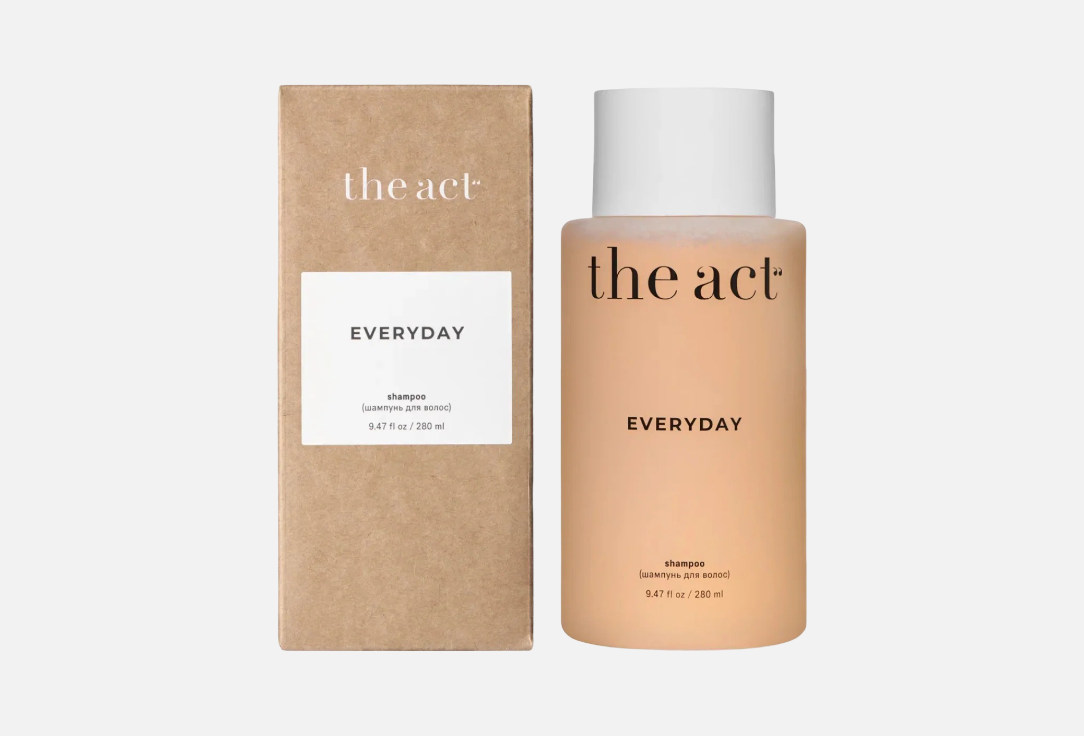 the act“
EVERYDAY
shampoo
(шампунь для волос)
9.47 fl oz / 280 ml
the act“
EVERYDAY
shampoo
(шампунь для волос)
9.47 fl oz / 280 ml